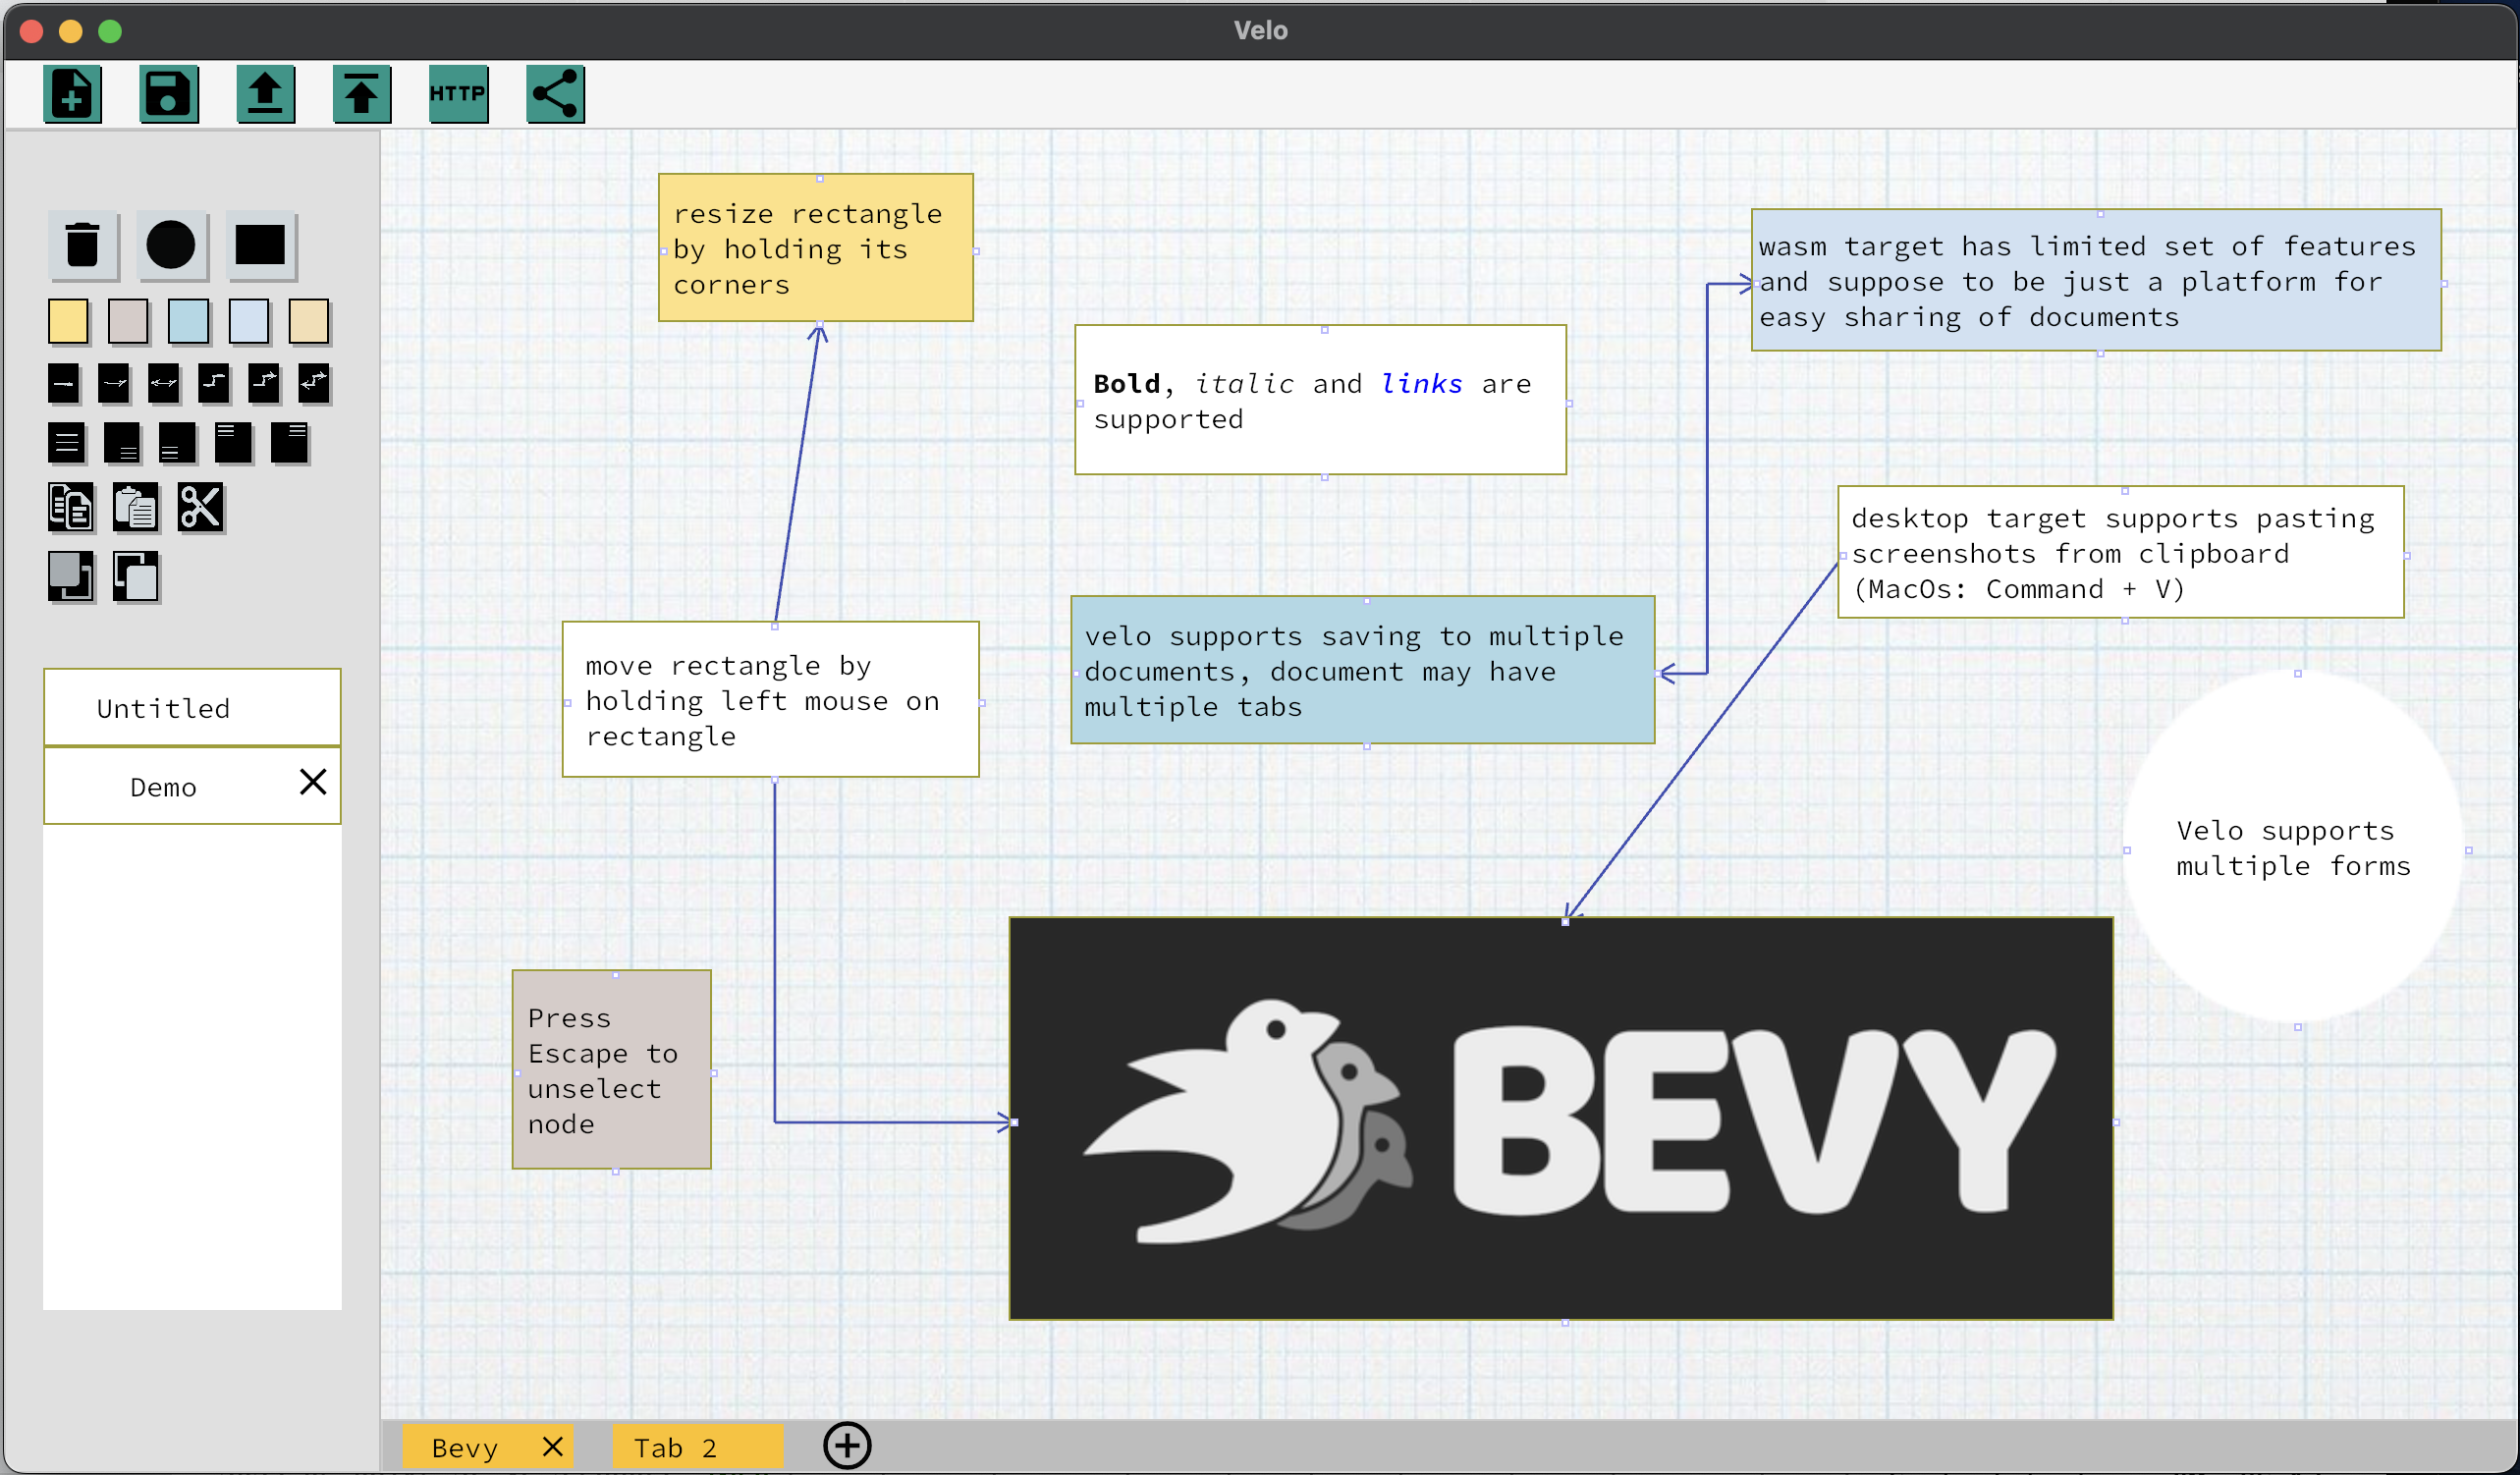 Velo
HTTP
resize rectangle
by holding its
corners
wasm target has limited set of features
and suppose to be just a platform for
easy sharing of documents
Bold, italic and links are
supported
desktop target supports pasting
screenshots from clipboard
(MacOs: Command + V)
velo supports saving to multiple
documents, document may have
multiple tabs
move rectangle by
holding left mouse on
rectangle
Untitled
Demo
Velo supports
multiple forms
Press
Escape to
unselect
node
BEVY
Bevy
Tab 2